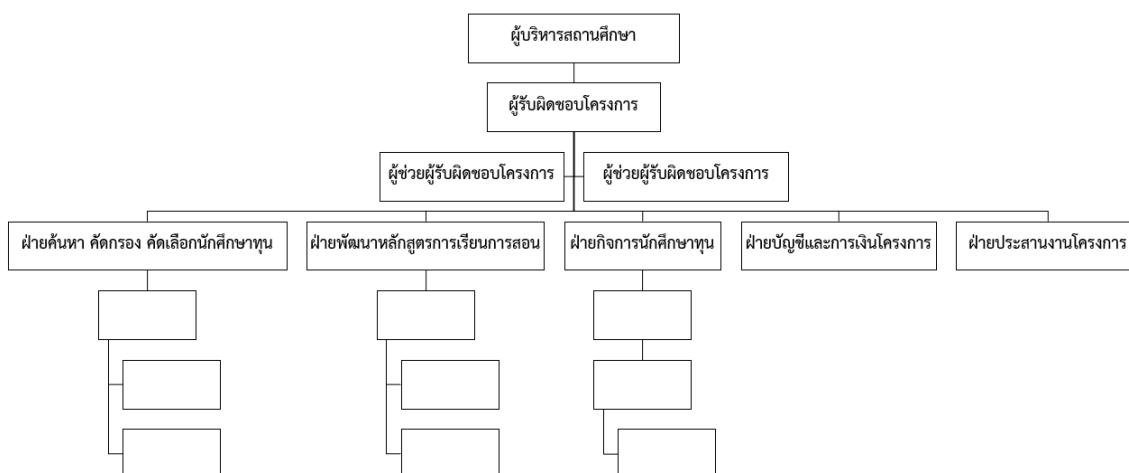 ผู้บริหารสถานศึกษา
ผู้รับผิดชอบโครงการ
ผู้ช่วยผู้รับผิดชอบโครงการ
ผู้ช่วยผู้รับผิดชอบโครงการ
ฝ่ายค้นหา คัดกรอง คัดเลือกนักศึกษาทุน
ฝ่ายพัฒนาหลักสูตรการเรียนการสอน
ฝ่ายกิจการนักศึกษาทุน
ฝ่ายบัญชีและการเงินโครงการ
ฝ่ายประสานงานโครงการ